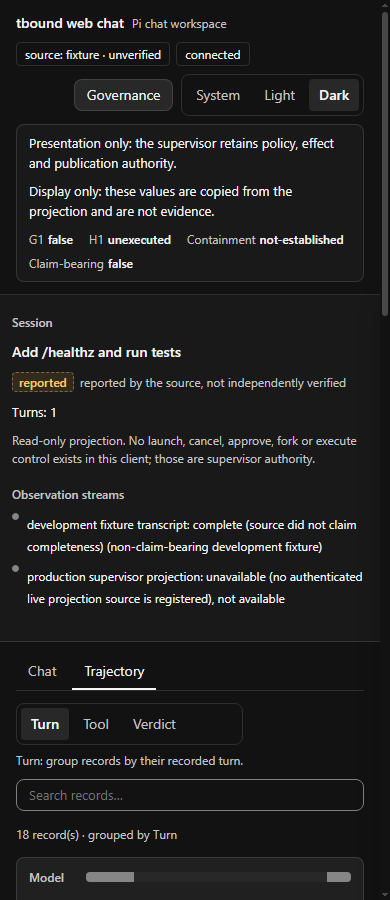 tbound web chat Pi chat workspace
source: fixture · unverified connected
Governance System Light Dark
Presentation only: the supervisor retains policy, effect
and publication authority.
Display only: these values are copied from the
projection and are not evidence.
G1 false H1 unexecuted Containment not-established
Claim-bearing false
Session
Add /healthz and run tests
reported reported by the source, not independently verified
Turns: 1
Read-only projection. No launch, cancel, approve, fork or execute
control exists in this client; those are supervisor authority.
Observation streams
development fixture transcript: complete (source did not claim
completeness) (non-claim-bearing development fixture)
production supervisor projection: unavailable (no authenticated
live projection source is registered), not available
Chat Trajectory
Turn Tool Verdict
Turn: group records by their recorded turn.
Search records...
18 record(s) · grouped by Turn
Model